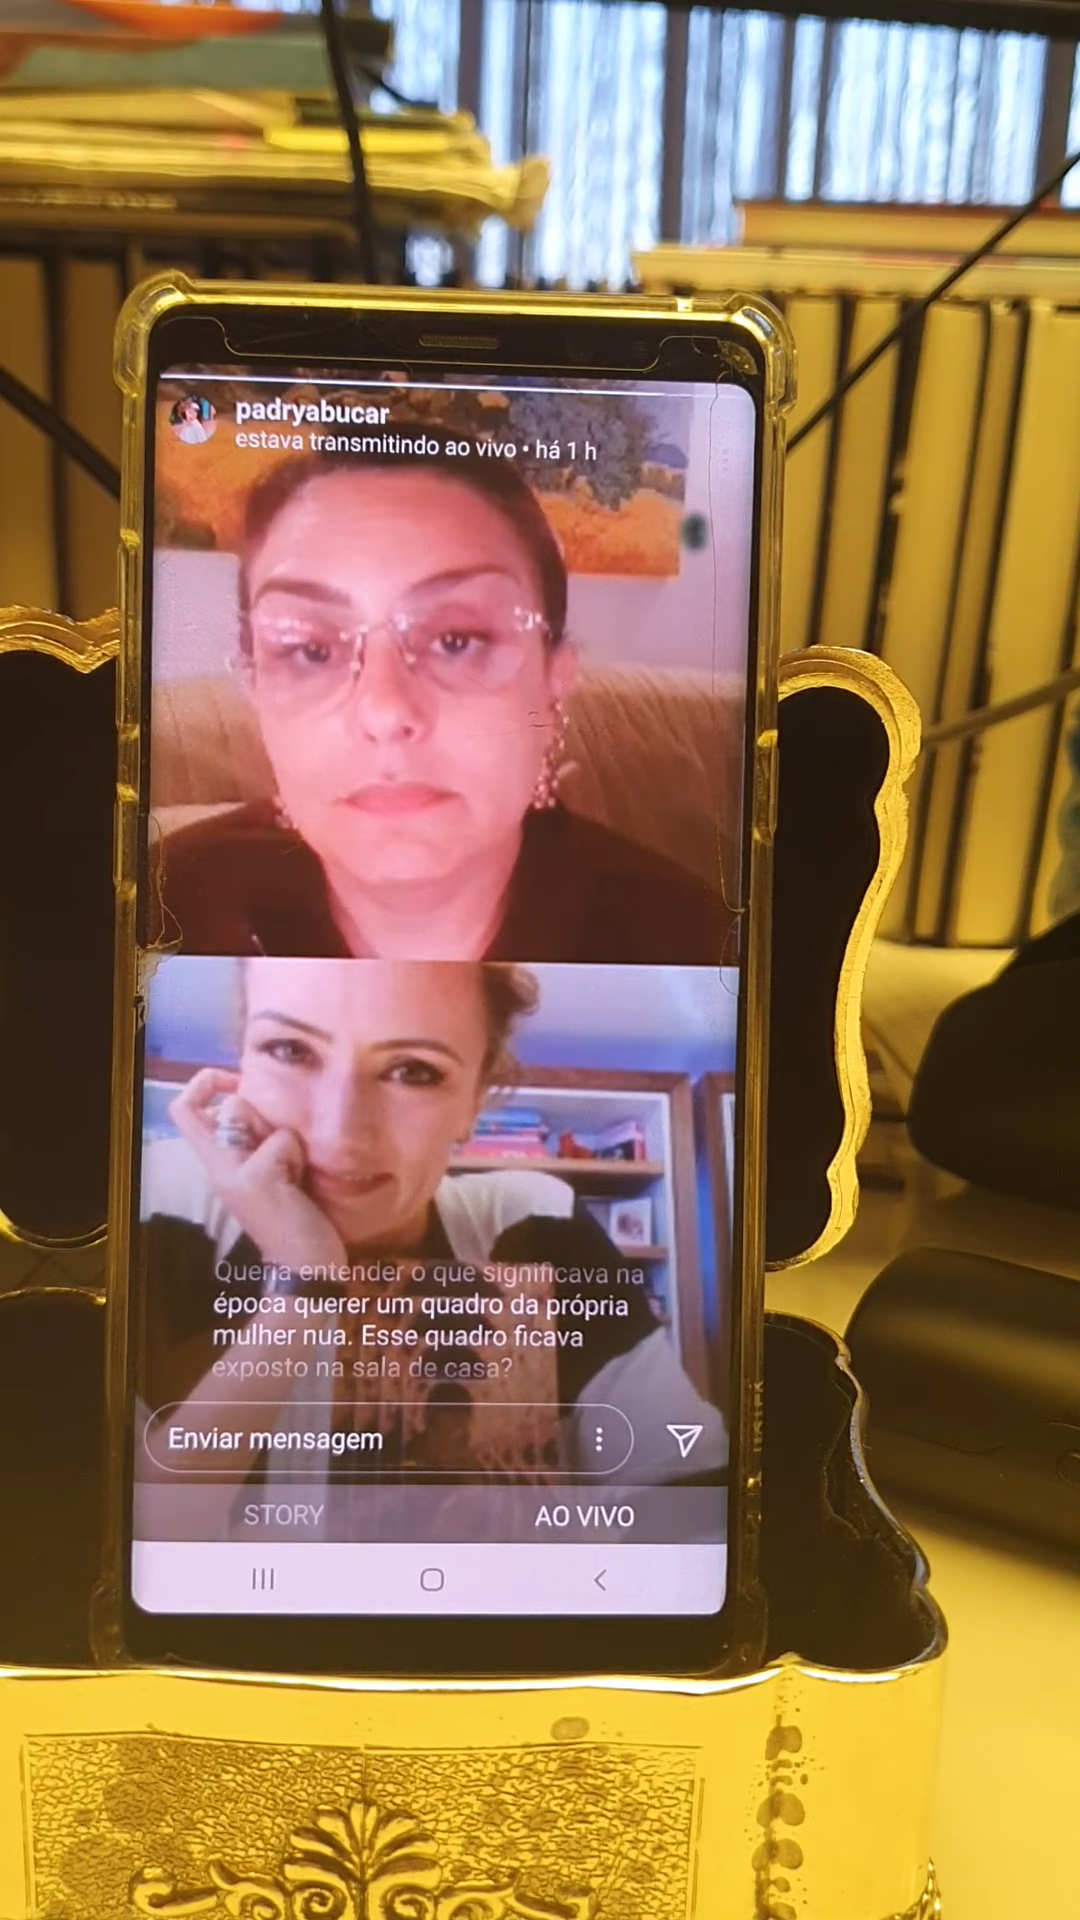 padryabucar
estava transmitindo ao vivo • há 1 h
Queria entender o que significava na
época querer um quadro da própria
mulher nua. Esse quadro ficava
exposto na sala de casa?
Enviar mensagem
STORY
AO VIVO